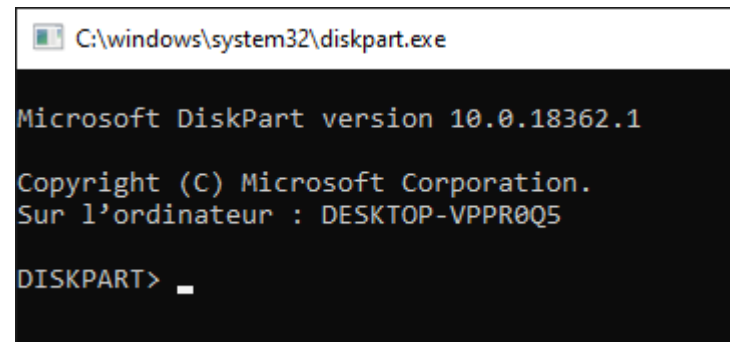 C:\windows\system32\diskpart.exe
Microsoft DiskPart version 10.0.18362.1
Copyright (C) Microsoft Corporation.
Sur l’ordinateur : DESKTOP-VPPR0Q5
DISKPART>